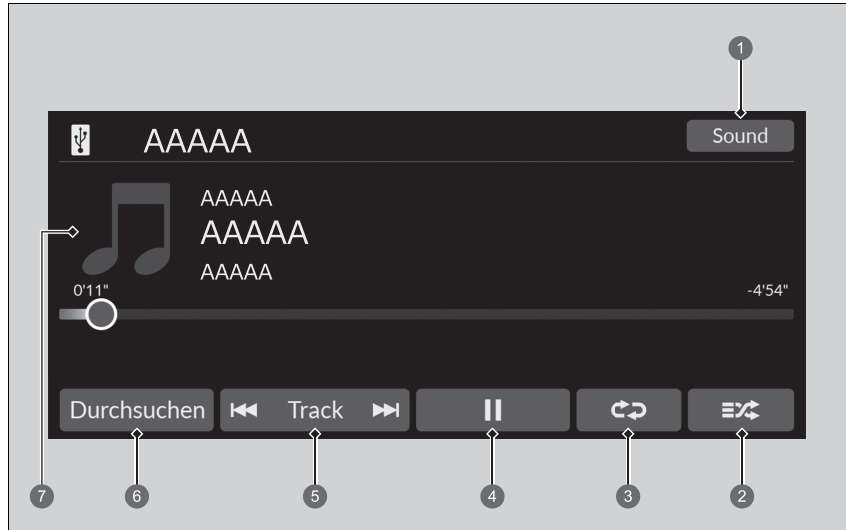 1
AAAAA
Sound
AAAAA
AAAAA
AAAAA
7
0'11"
-4'54"
Durchsuchen
Track
6
5
4
3
2